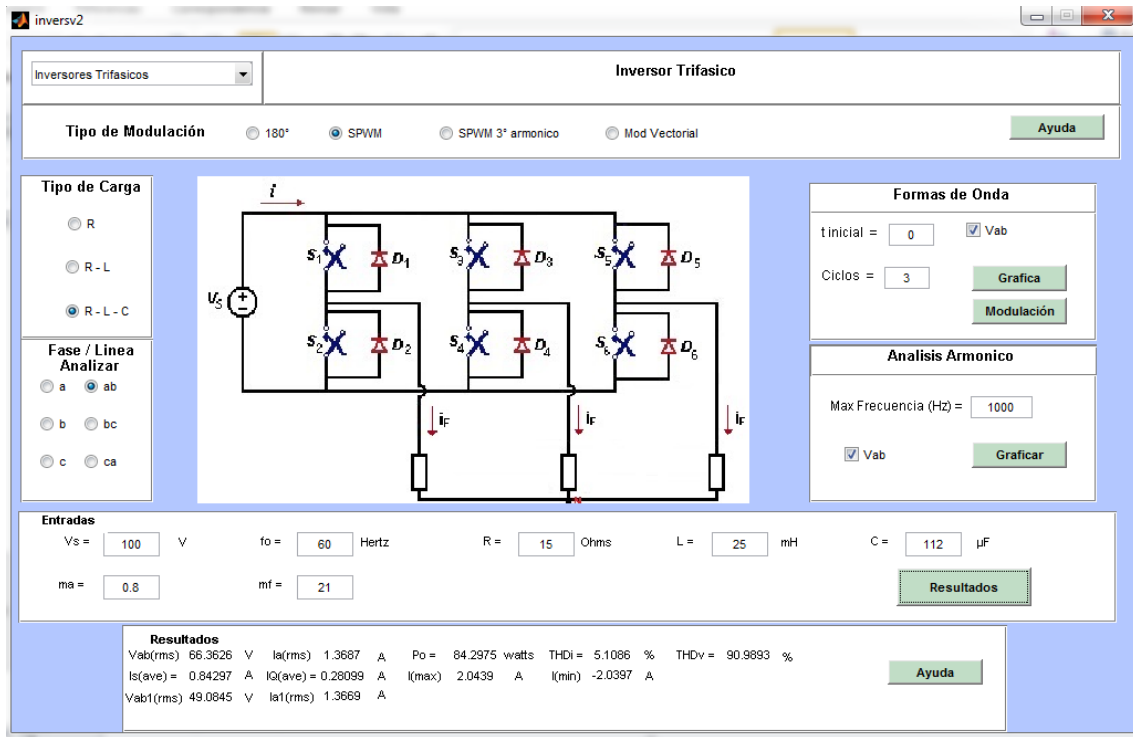 inversv2
Inversores Trifasicos
Inversor Trifasico
Tipo de Modulación 180° SPWM SPWM 3° armonico Mod Vectorial Ayuda
Tipo de Carga
R
R - L
R - L - C
Fase / Linea
Analizar
a ab
b bc
c ca
i
S1 D1 S3 D3 S5 D5
Vs
S2 D2 S4 D4 S6 D6
iF iF iF
Formas de Onda
t inicial = 0 Vab
Ciclos = 3 Grafica
Modulación
Analisis Armonico
Max Frecuencia (Hz) = 1000
Vab Graficar
Entradas
Vs = 100 V fo = 60 Hertz R = 15 Ohms L = 25 mH C = 112 µF
ma = 0.8 mf = 21 Resultados
Resultados
Vab(rms) 66.3626 V Ia(rms) 1.3687 A Po = 84.2975 watts THDi = 5.1086 % THDv = 90.9893 %
Is(ave) = 0.84297 A IQ(ave) = 0.28099 A I(max) 2.0439 A I(min) -2.0397 A
Vab1(rms) 49.0845 V Ia1(rms) 1.3669 A
Ayuda